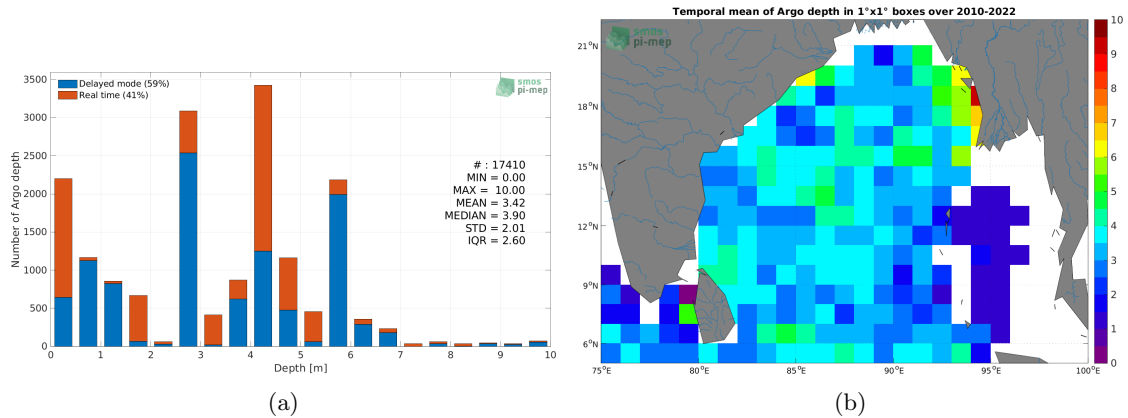 3500
3000
2500
2000
1500
1000
500
0
Number of Argo depth
Delayed mode (59%)
Real time (41%)
smos
pi-mep
# : 17410
MIN = 0.00
MAX = 10.00
MEAN = 3.42
MEDIAN = 3.90
STD = 2.01
IQR = 2.60
0 1 2 3 4 5 6 7 8 9 10
Depth [m]
(a)
Temporal mean of Argo depth in 1°x1° boxes over 2010-2022
smos
pi-mep
21°N
18°N
15°N
12°N
9°N
6°N
75°E 80°E 85°E 90°E 95°E 100°E
10
9
8
7
6
5
4
3
2
1
0
(b)